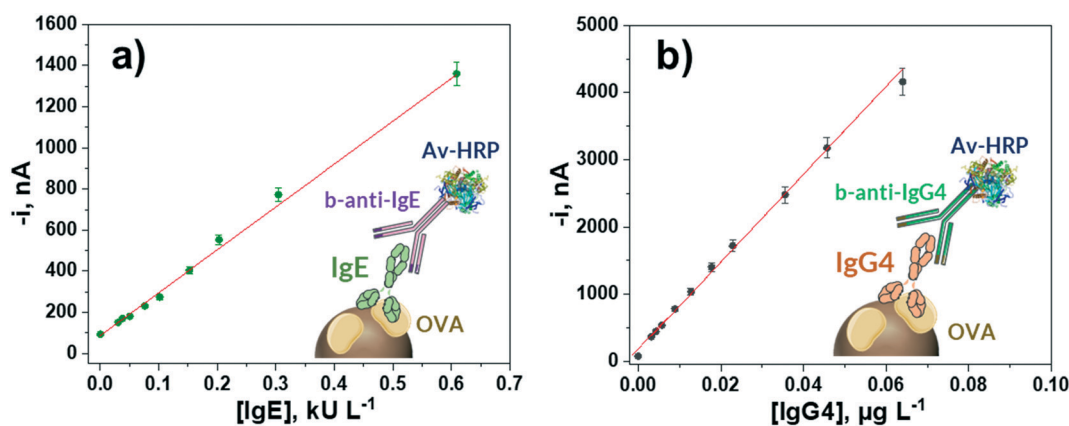 a)
1600
1400
1200
1000
800
600
400
200
0
-i, nA
0.0 0.1 0.2 0.3 0.4 0.5 0.6 0.7
[IgE], kU L⁻¹
Av-HRP
b-anti-IgE
IgE
OVA
b)
5000
4000
3000
2000
1000
0
-i, nA
0.00 0.02 0.04 0.06 0.08 0.10
[IgG4], µg L⁻¹
Av-HRP
b-anti-IgG4
IgG4
OVA